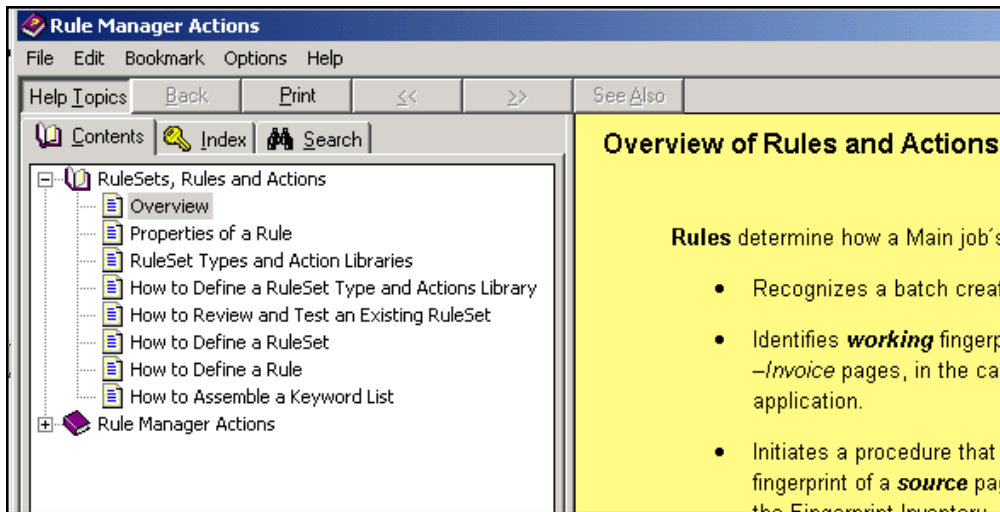 Rule Manager Actions
File Edit Bookmark Options Help
Help Topics Back Print << >> See Also
Contents Index Search
RuleSets, Rules and Actions
Overview
Properties of a Rule
RuleSet Types and Action Libraries
How to Define a RuleSet Type and Actions Library
How to Review and Test an Existing RuleSet
How to Define a RuleSet
How to Define a Rule
How to Assemble a Keyword List
Rule Manager Actions
Overview of Rules and Actions
Rules determine how a Main job´s
• Recognizes a batch
• Identifies working
–Invoice pages, in the
application.
• Initiates a procedure that
fingerprint of a source
the Fingerprint Inventory